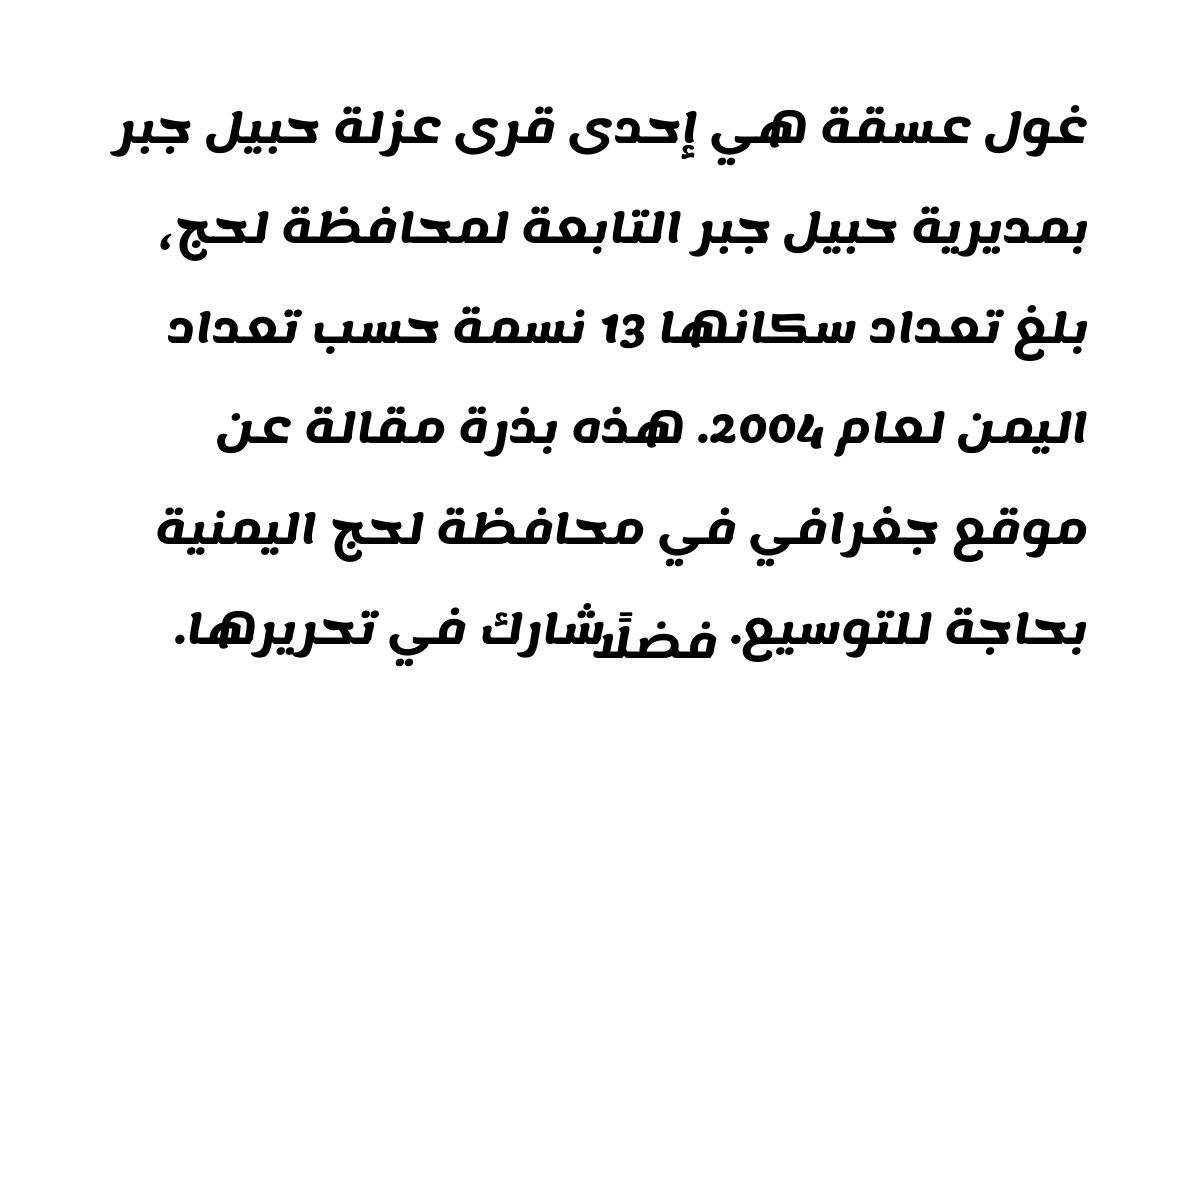 غول عسقة هي إحدى قرى عزلة حبيل جبر
بمديرية حبيل جبر التابعة لمحافظة لحج،
بلغ تعداد سكانها 13 نسمة حسب تعداد
اليمن لعام 2004. هذه بذرة مقالة عن
موقع جغرافي في محافظة لحج اليمنية
بحاجة للتوسيع. فضلًا شارك في تحريرها.